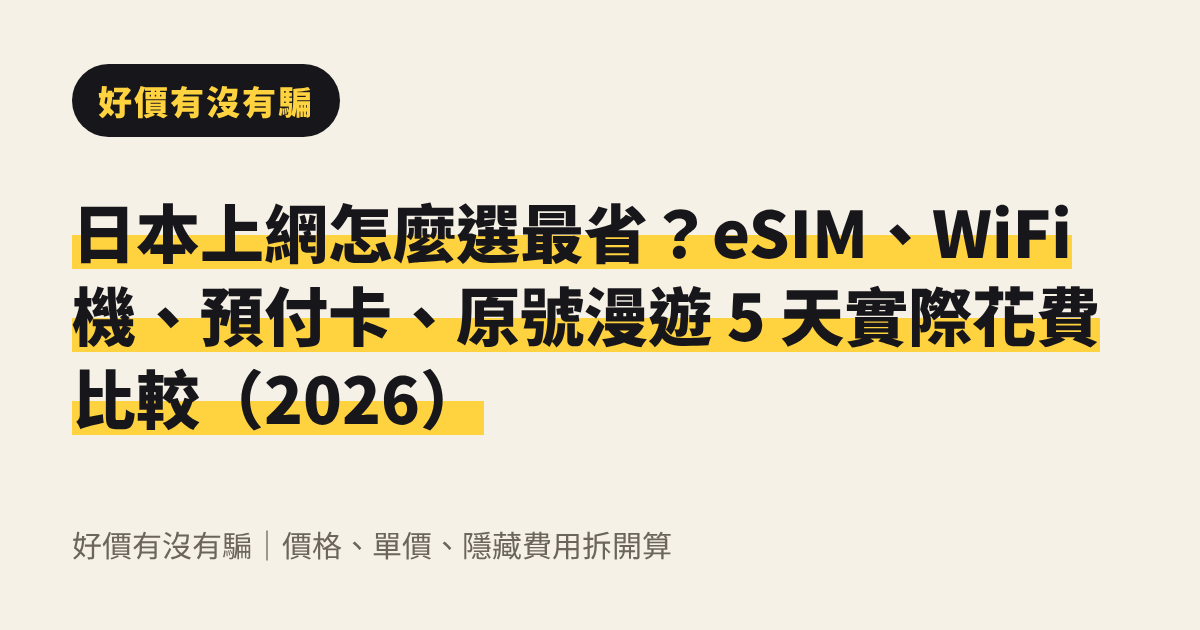 好價有沒有騙
日本上網怎麼選最省？eSIM、WiFi
機、預付卡、原號漫遊 5 天實際花費
比較（2026）
好價有沒有騙｜價格、單價、隱藏費用拆開算